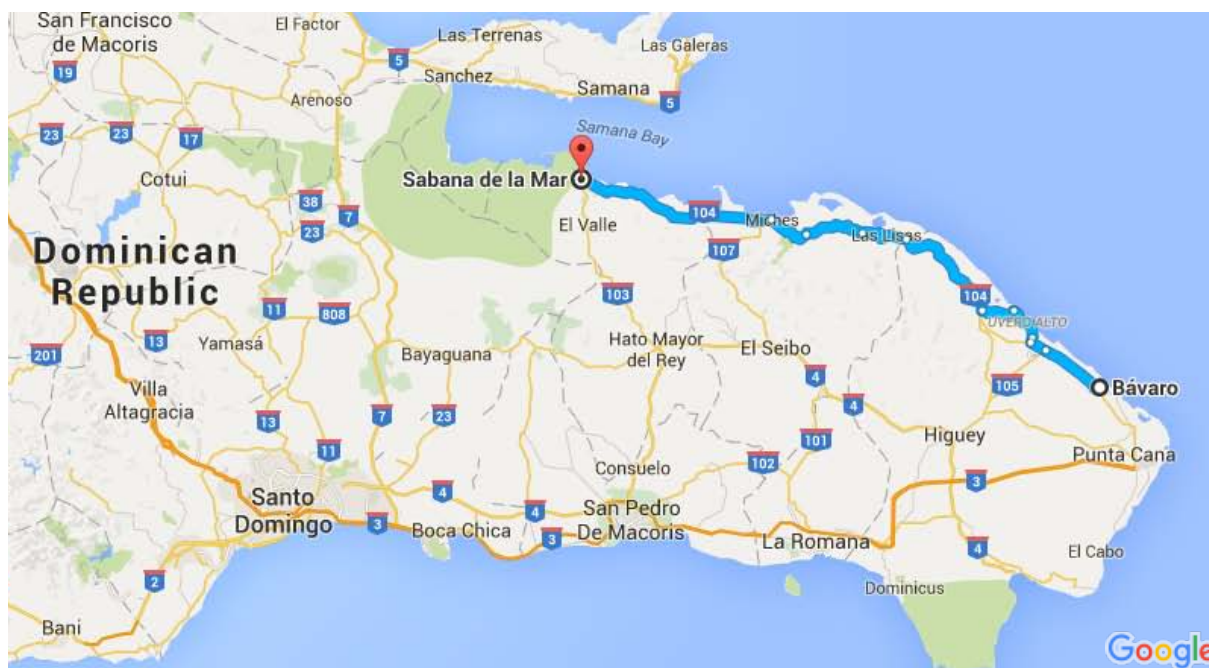 San Francisco
de Macoris
El Factor
Las Terrenas
Las Galeras
5
19
Sanchez
Samana
Arenoso
5
23
23
17
Samana Bay
Cotui
Sabana de la Mar
38
7
23
El Valle
104
Miches
Las Lisas
107
Dominican
Republic
103
104
11
808
UVERO ALTO
13
Yamasá
201
Bayaguana
Hato Mayor
del Rey
El Seibo
4
105
Bávaro
Villa
Altagracia
7
23
4
13
11
101
Higuey
Punta Cana
Consuelo
102
3
4
Santo
Domingo
4
San Pedro
De Macoris
3
Boca Chica
3
La Romana
4
El Cabo
2
Dominicus
Bani
Google